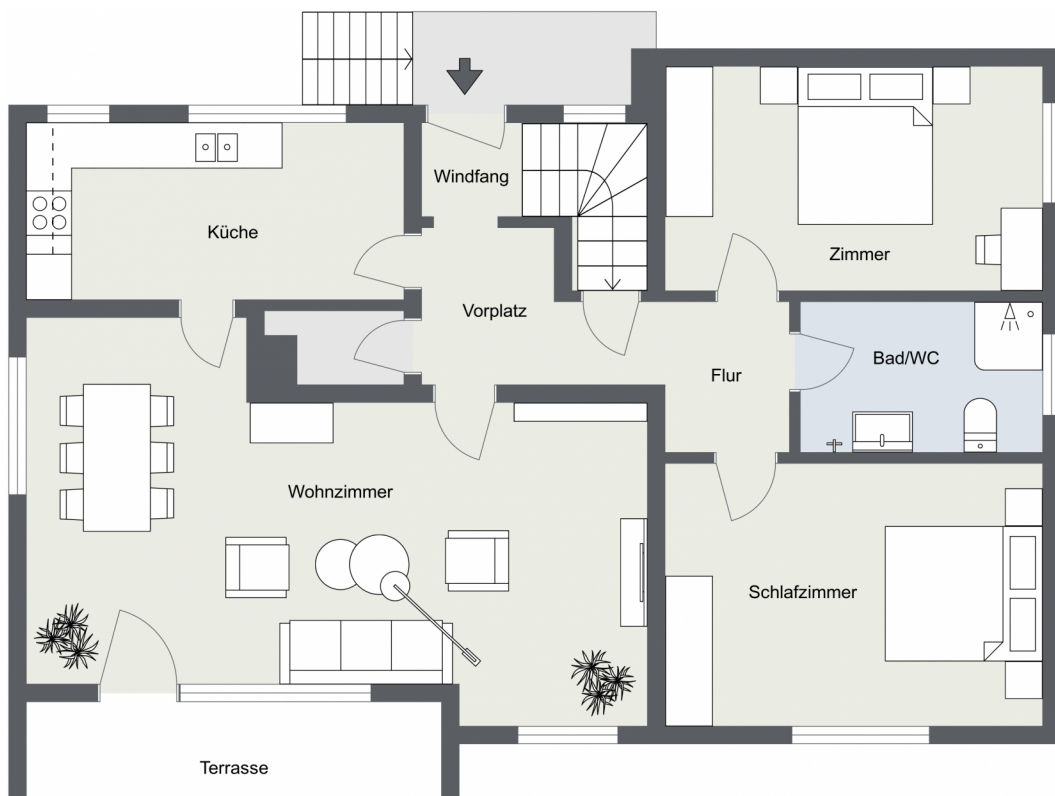 Windfang
Küche
Zimmer
Vorplatz
Bad/WC
Flur
Wohnzimmer
Schlafzimmer
Terrasse